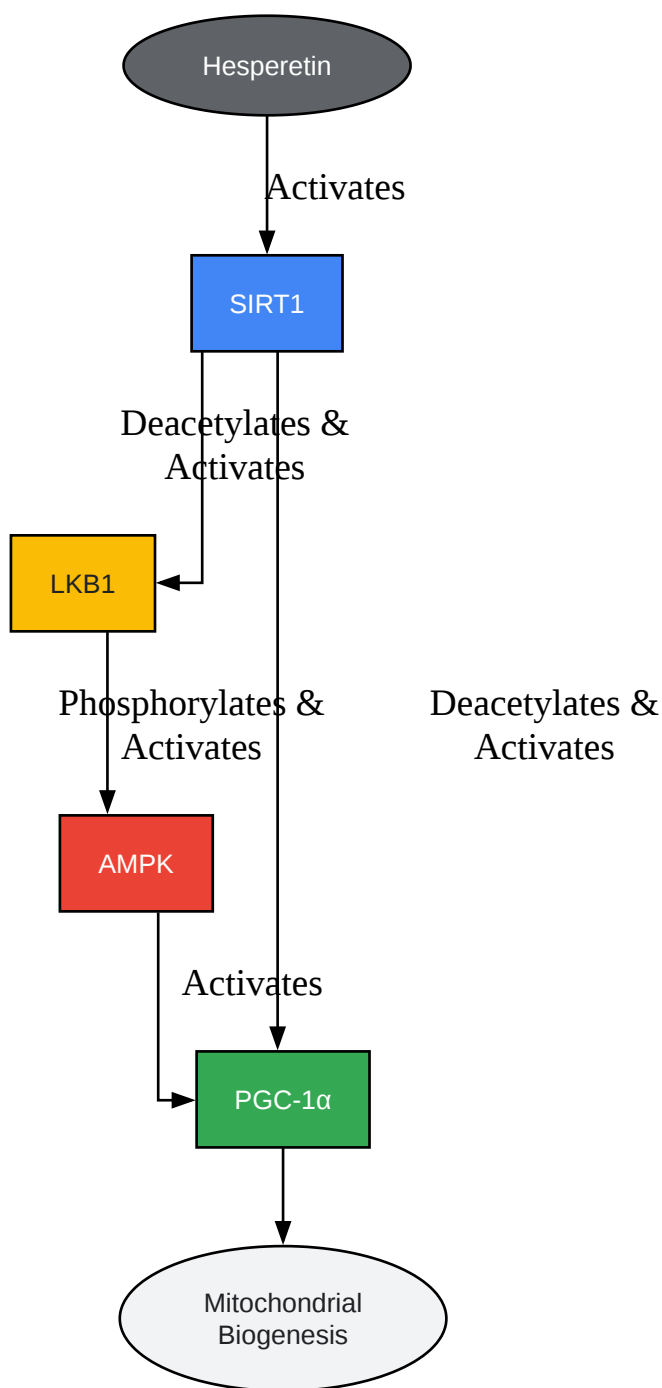 Hesperetin
Activates
SIRT1
Deacetylates &
Activates
LKB1
Phosphorylates &
Activates
Deacetylates &
Activates
AMPK
Activates
PGC-1α
Mitochondrial
Biogenesis